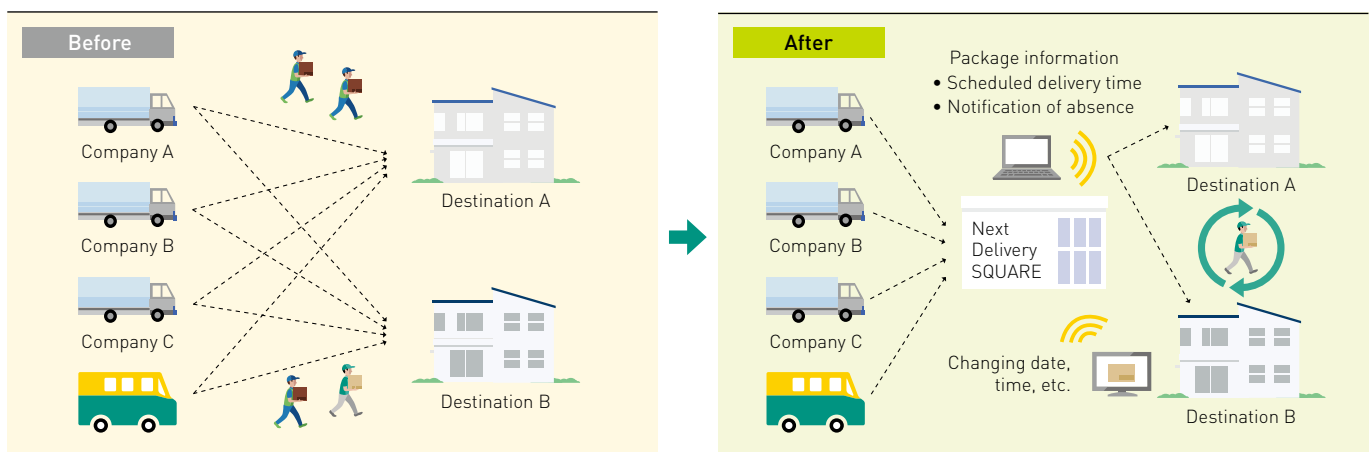 Before
Company A
Company B
Company C
Destination A
Destination B
After
Company A
Company B
Company C
Package information
• Scheduled delivery time
• Notification of absence
Next
Delivery
SQUARE
Changing date,
time, etc.
Destination A
Destination B